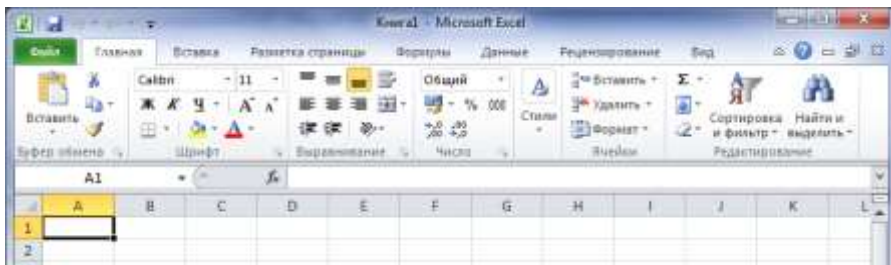 Книга1 - Microsoft Excel
Файл Главная Вставка Разметка страницы Формулы Данные Рецензирование Вид
Вставить
Буфер обмена
Calibri 11
Ж К Ч А А
Шрифт
Выравнивание
Общий
% 000
Число
Стили
Вставить
Удалить
Формат
Ячейки
Σ
Сортировка и фильтр
Найти и выделить
Редактирование
A1 fx
A B C D E F G H I J K L
1
2